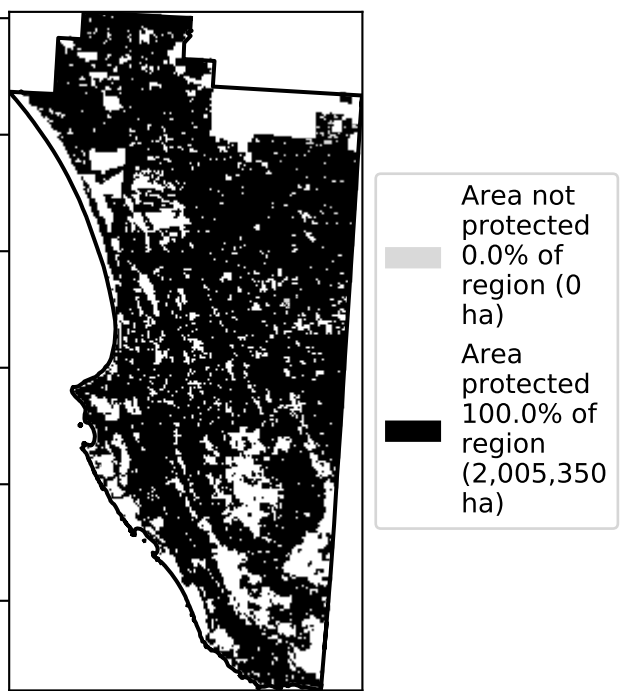 Area not
protected
0.0% of
region (0
ha)
Area
protected
100.0% of
region
(2,005,350
ha)